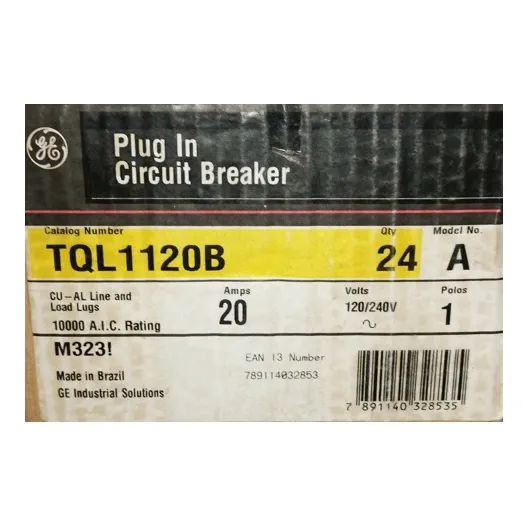 GE
Plug In
Circuit Breaker
Catalog Number Qty Model No.
TQL1120B 24 A
CU-AL Line and Amps Volts Polos
Load Lugs 20 120/240V 1
10000 A.I.C. Rating ~
M323!
EAN 13 Number
Made in Brazil 789114032853
GE Industrial Solutions
7 891140 328535